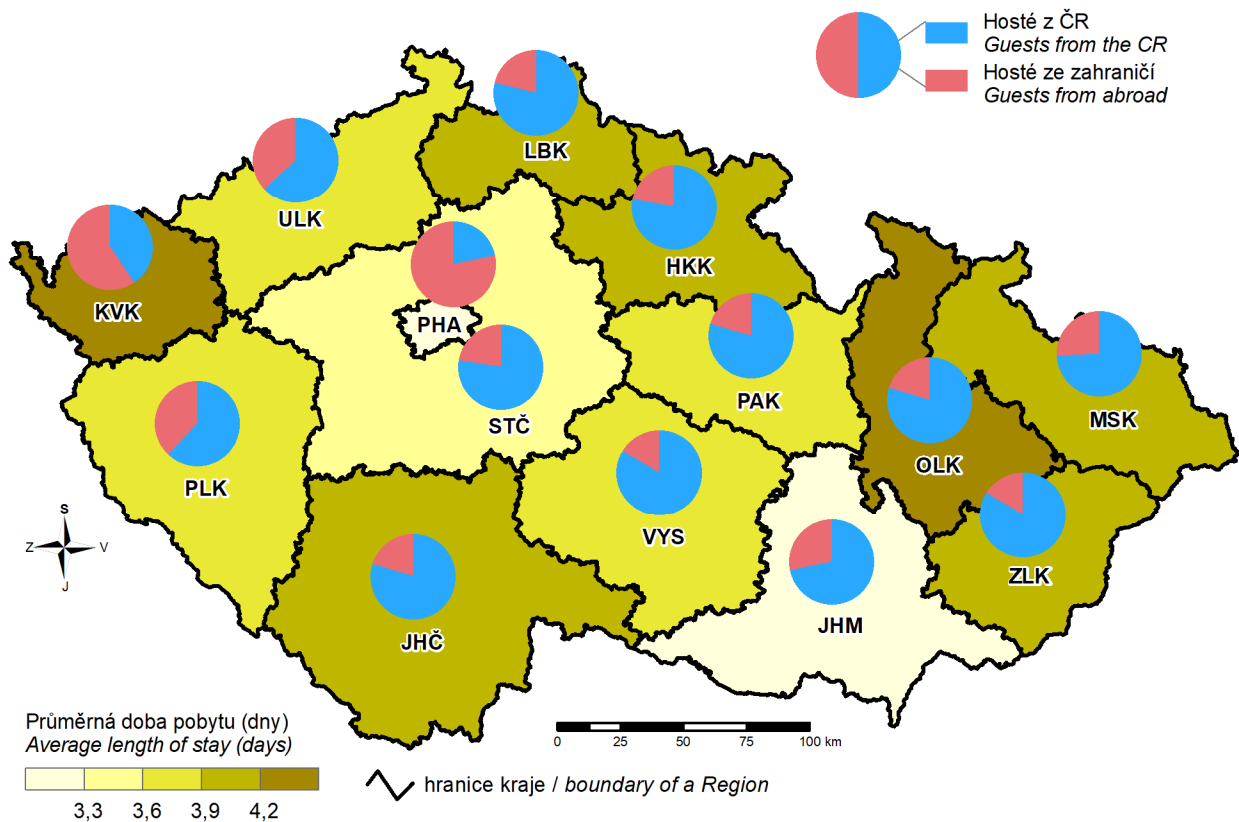 Hosté z ČR
Guests from the CR
Hosté ze zahraničí
Guests from abroad
LBK
ULK
HKK
KVK
PHA
PAK
STČ
MSK
OLK
PLK
VYS
ZLK
JHM
JHČ
S
Z V
J
Průměrná doba pobytu (dny)
Average length of stay (days)
3,3 3,6 3,9 4,2
0 25 50 75 100 km
hranice kraje / boundary of a Region